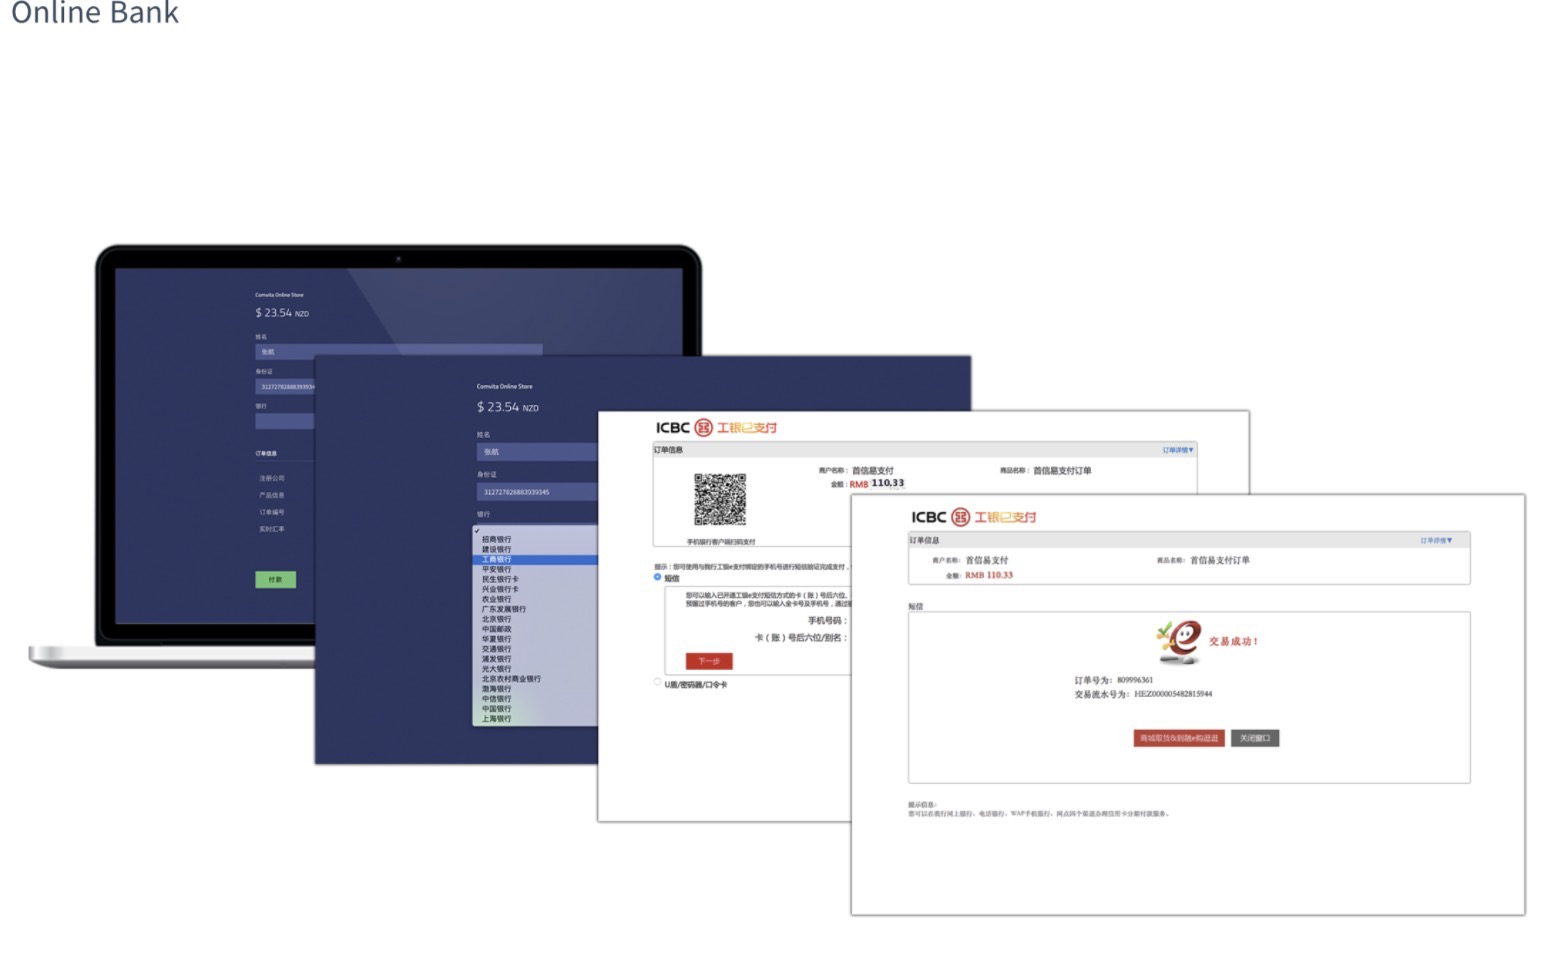 Online Bank
Comvita Online Store
$ 23.54 NZD
姓名
张航
身份证
31272782888393934
银行
订单信息
注册公司
产品信息
订单编号
实时汇率
付款
Comvita Online Store
$ 23.54 NZD
姓名
张航
身份证
312727828883939345
银行
✓
招商银行
建设银行
工商银行
平安银行
民生银行卡
兴业银行卡
农业银行
广东发展银行
北京银行
中国邮政
华夏银行
交通银行
浦发银行
光大银行
北京农村商业银行
渤海银行
中信银行
中国银行
上海银行
ICBC 工银e支付
订单信息 订单详情▼
商户名称: 首信易支付 商品名称: 首信易支付订单
金额: RMB 110.33
手机银行客户端扫码支付
提示:您可使用与我行工银e支付绑定的手机号进行短信验证完成支付,
短信
您可以输入已开通工银e支付短信方式的卡(账)号后六位、
预留过手机号的客户,您也可以输入全卡号及手机号,通过
手机号码:
卡(账)号后六位/别名:
下一步
U盾/密码器/口令卡
ICBC 工银e支付
订单信息 订单详情▼
商户名称: 首信易支付 商品名称: 首信易支付订单
金额: RMB 110.33
短信
交易成功!
订单号为: 809996361
交易流水号为: HEZ000005482815944
商城取货&到融e购逛逛 关闭窗口
提示信息:
您可以在我行网上银行、电话银行、WAP手机银行、网点四个渠道办理信用卡分期付款服务。